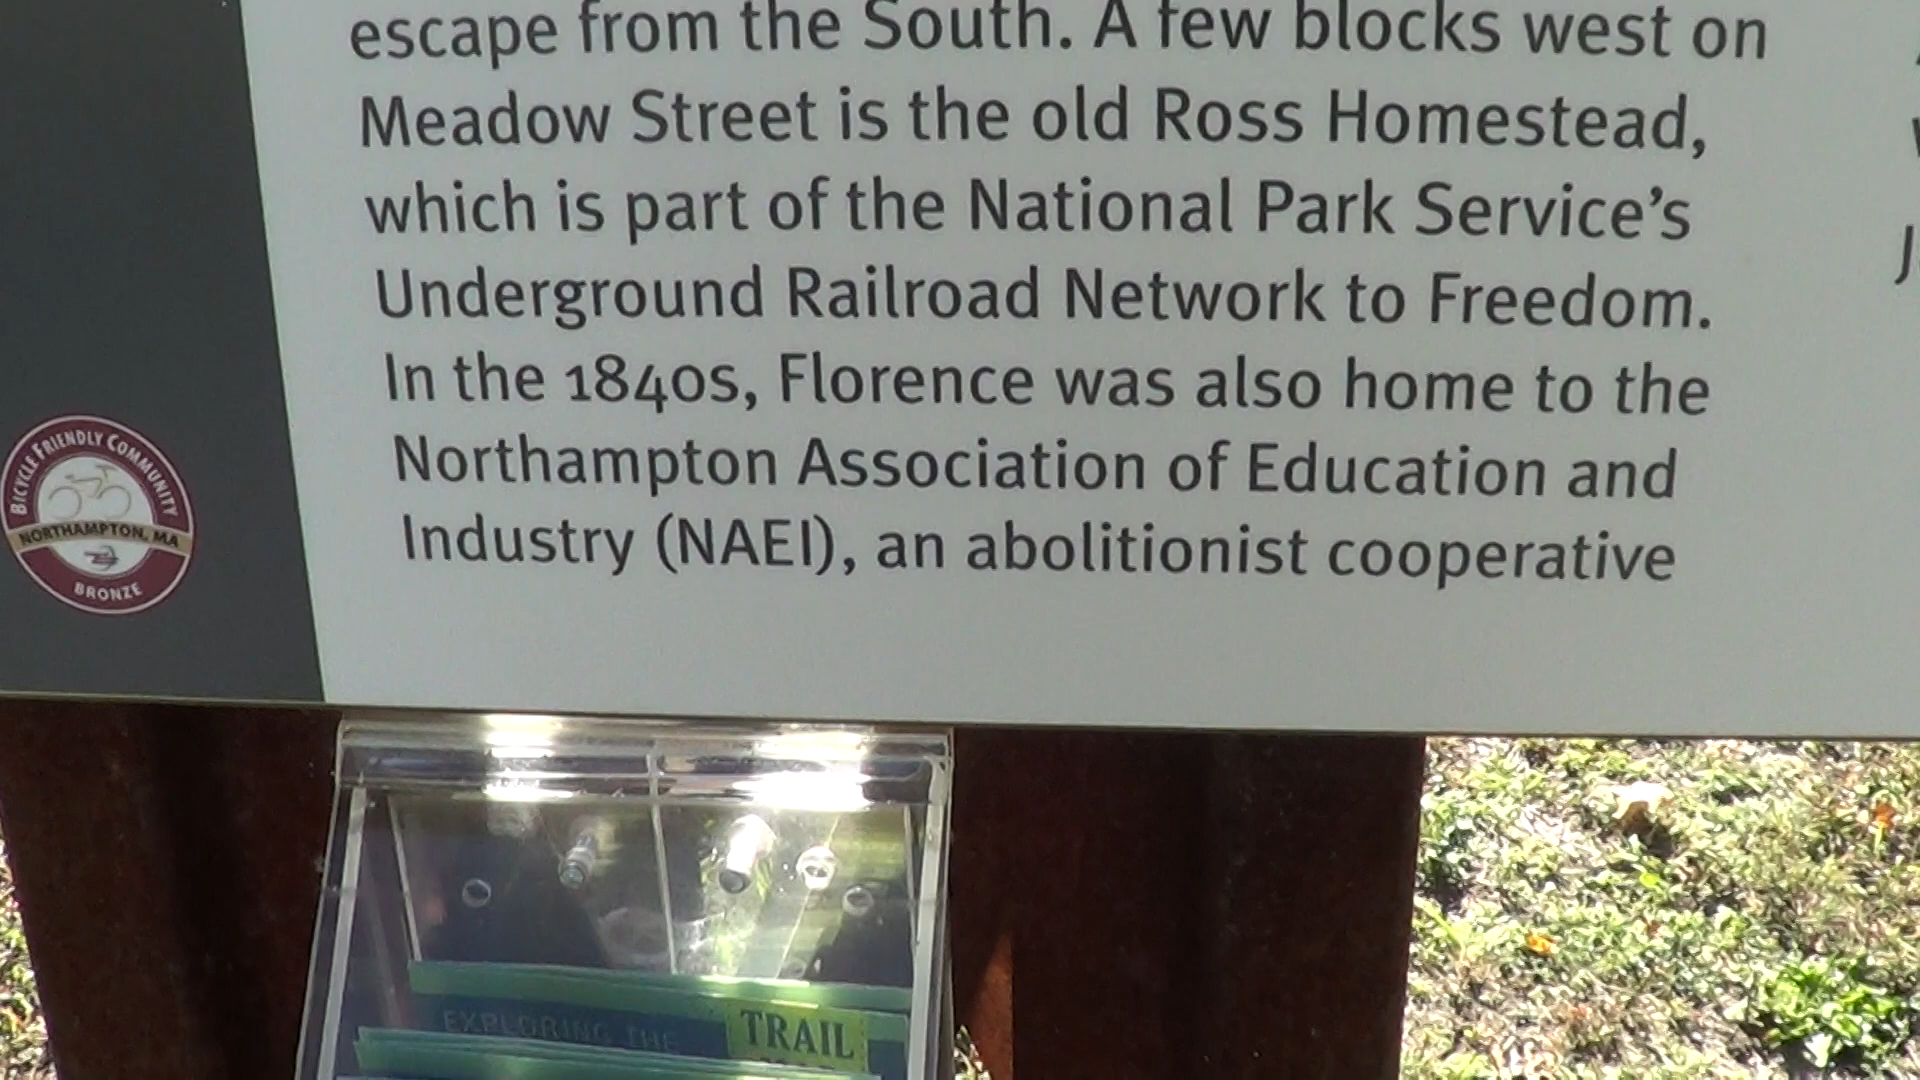 escape from the South. A few blocks west on
Meadow Street is the old Ross Homestead,
which is part of the National Park Service's
Underground Railroad Network to Freedom.
In the 1840s, Florence was also home to the
Northampton Association of Education and
Industry (NAEI), an abolitionist cooperative
BICYCLE FRIENDLY COMMUNITY
NORTHAMPTON, MA
BRONZE
EXPLORING THE
TRAIL